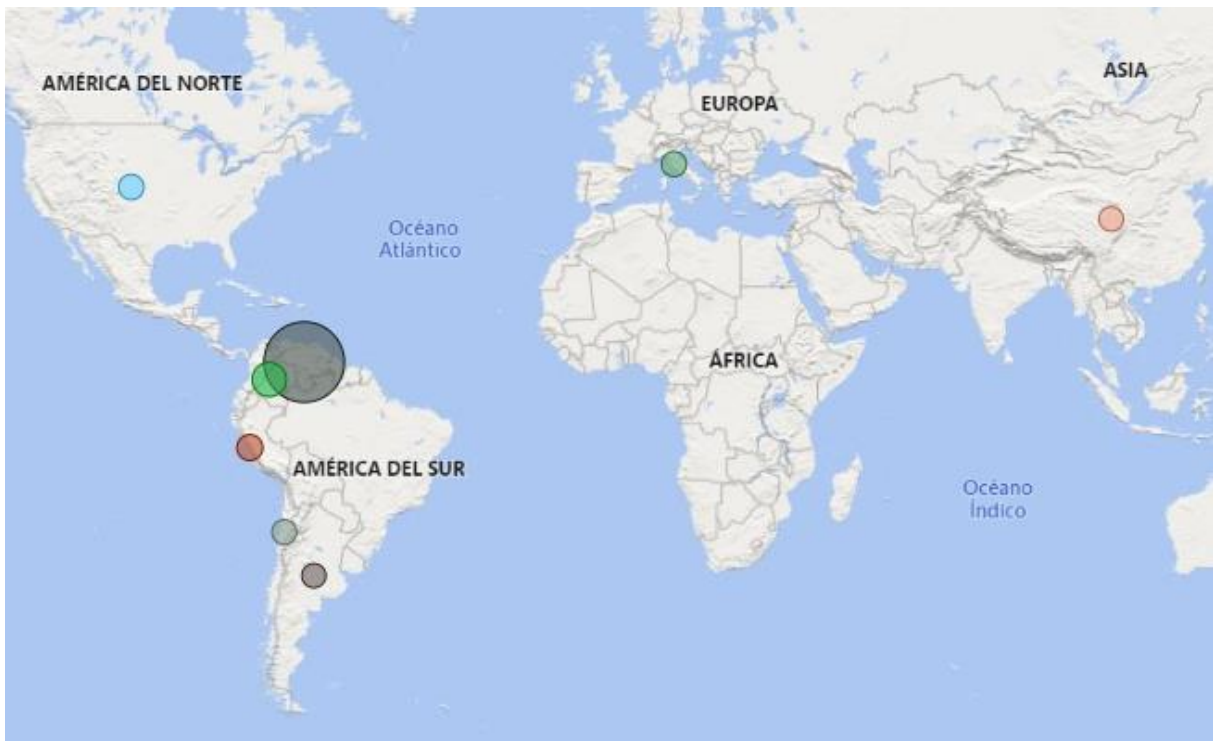 AMÉRICA DEL NORTE
ASIA
EUROPA
Océano
Atlántico
ÁFRICA
AMÉRICA DEL SUR
Océano
Índico